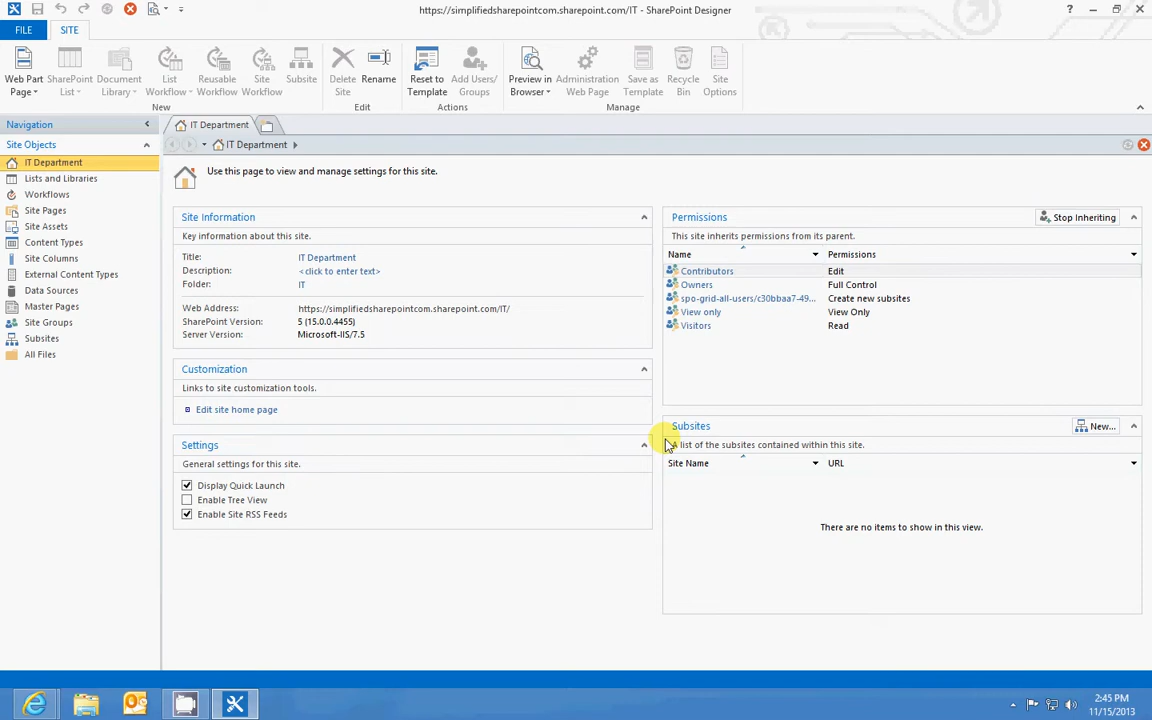 https://simplifiedsharepointcom.sharepoint.com/IT - SharePoint Designer
?
FILE
SITE
Web Part Page
SharePoint List
Document Library
List Workflow
Reusable Workflow
Site Workflow
Subsite
Delete Site
Rename
Reset to Template
Add Users/ Groups
Preview in Browser
Administration Web Page
Save as Template
Recycle Bin
Site Options
New
Edit
Actions
Manage
Navigation
Site Objects
IT Department
Lists and Libraries
Workflows
Site Pages
Site Assets
Content Types
Site Columns
External Content Types
Data Sources
Master Pages
Site Groups
Subsites
All Files
IT Department
IT Department
Use this page to view and manage settings for this site.
Site Information
Key information about this site.
Title: IT Department
Description: <click to enter text>
Folder: IT
Web Address: https://simplifiedsharepointcom.sharepoint.com/IT/
SharePoint Version: 5 (15.0.0.4455)
Server Version: Microsoft-IIS/7.5
Customization
Links to site customization tools.
Edit site home page
Settings
General settings for this site.
Display Quick Launch
Enable Tree View
Enable Site RSS Feeds
Permissions
Stop Inheriting
This site inherits permissions from its parent.
Name Permissions
Contributors Edit
Owners Full Control
spo-grid-all-users/c30bbaa7-49... Create new subsites
View only View Only
Visitors Read
Subsites
New...
A list of the subsites contained within this site.
Site Name URL
There are no items to show in this view.
2:45 PM
11/15/2013